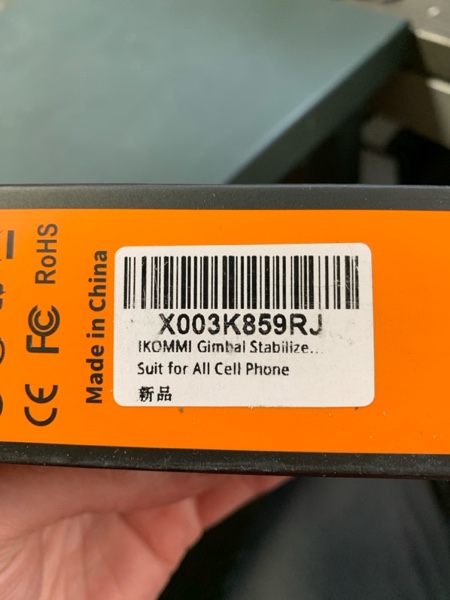 X003K859RJ
IKOMMI Gimbal Stabilize...
Suit for All Cell Phone
新品
Made in China
CE FC RoHS